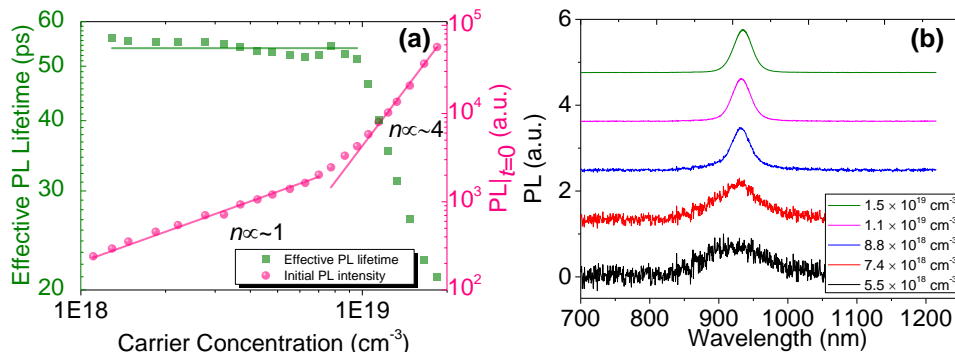 (a)
Effective PL Lifetime (ps)
60
50
40
30
20
n∝~4
n∝~1
Effective PL lifetime
Initial PL intensity
1E18
1E19
Carrier Concentration (cm-3)
10^5
10^4
10^3
10^2
PL|t=0 (a.u.)
(b)
PL (a.u.)
6
4
2
0
1.5 × 10^19 cm-3
1.1 × 10^19 cm-3
8.8 × 10^18 cm-3
7.4 × 10^18 cm-3
5.5 × 10^18 cm-3
700 800 900 1000 1100 1200
Wavelength (nm)